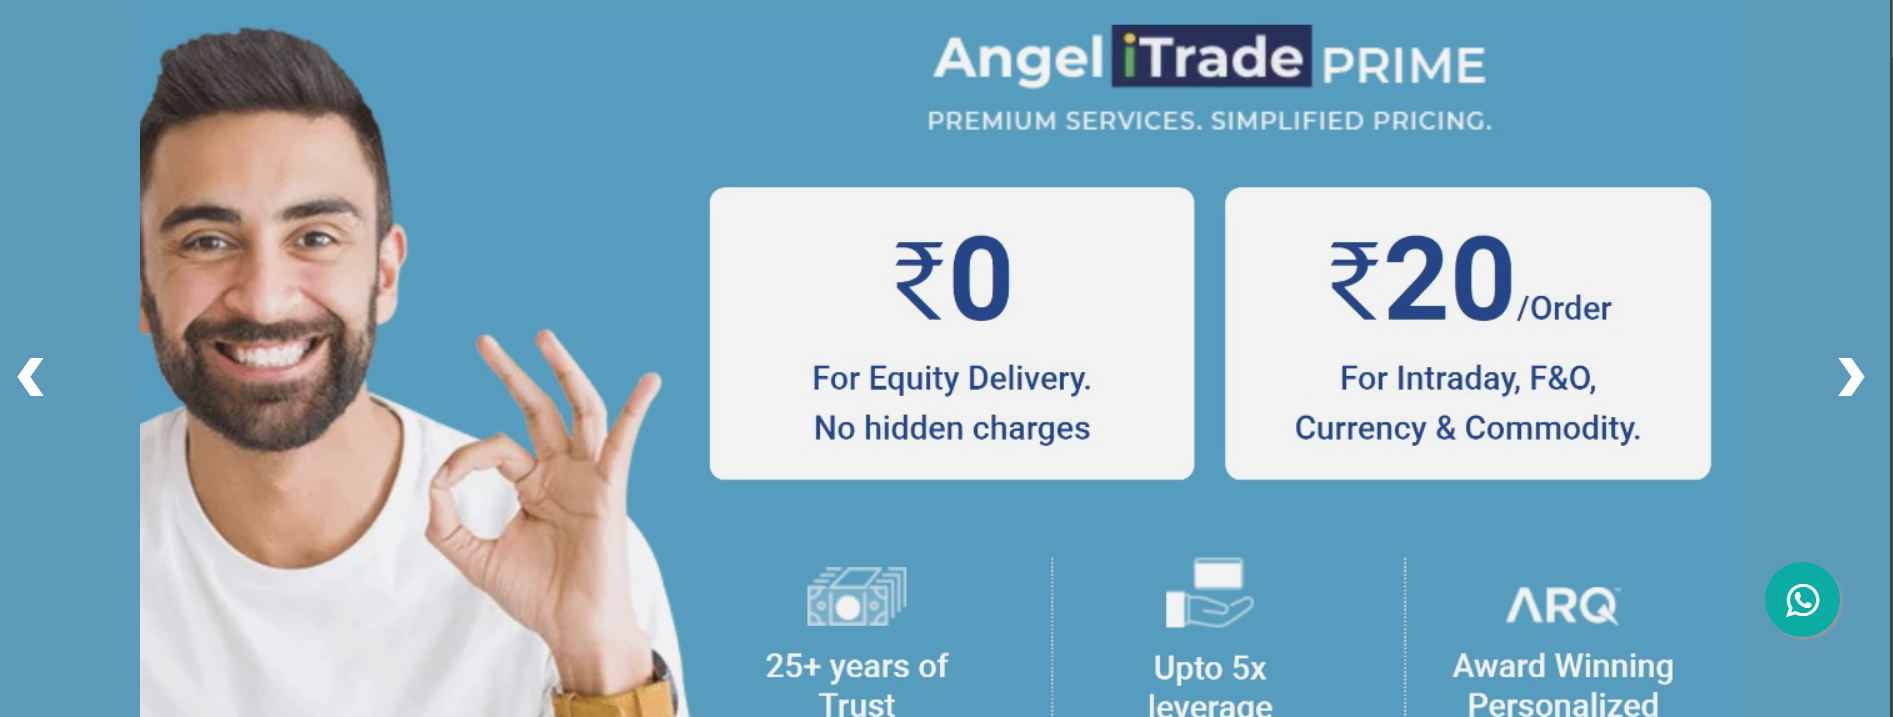 Angel iTrade PRIME
PREMIUM SERVICES. SIMPLIFIED PRICING.
₹0
For Equity Delivery.
No hidden charges
₹20/Order
For Intraday, F&O,
Currency & Commodity.
25+ years of
Trust
Upto 5x
leverage
ARQ
Award Winning
Personalized